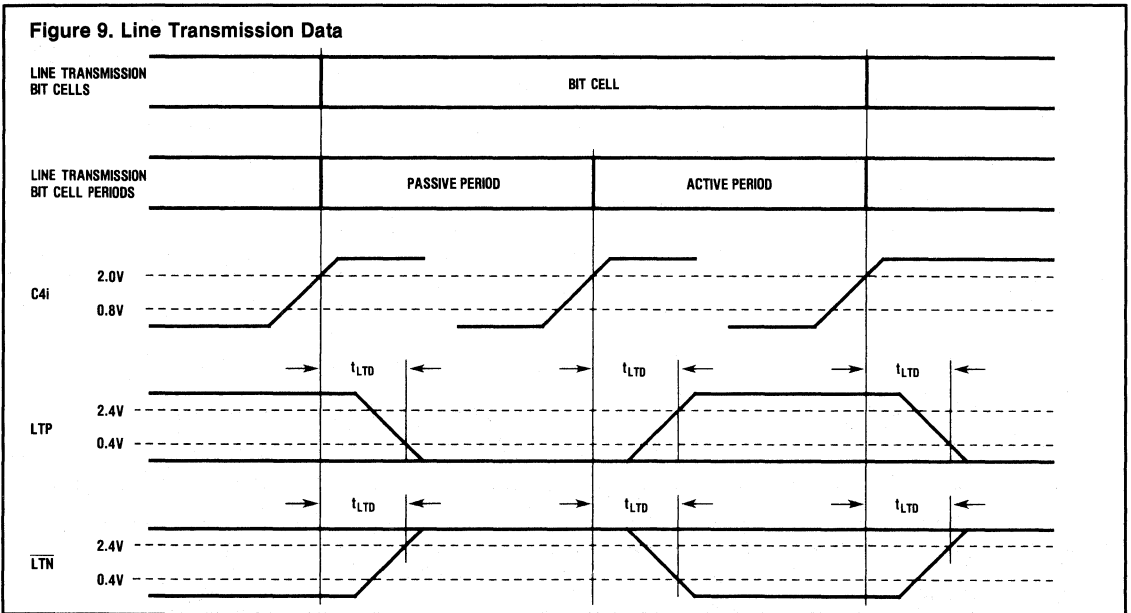 Figure 9. Line Transmission Data
LINE TRANSMISSION
BIT CELLS
BIT CELL
LINE TRANSMISSION
BIT CELL PERIODS
PASSIVE PERIOD
ACTIVE PERIOD
C4i
2.0V
0.8V
tLTD
tLTD
tLTD
LTP
2.4V
0.4V
tLTD
tLTD
tLTD
LTN
2.4V
0.4V